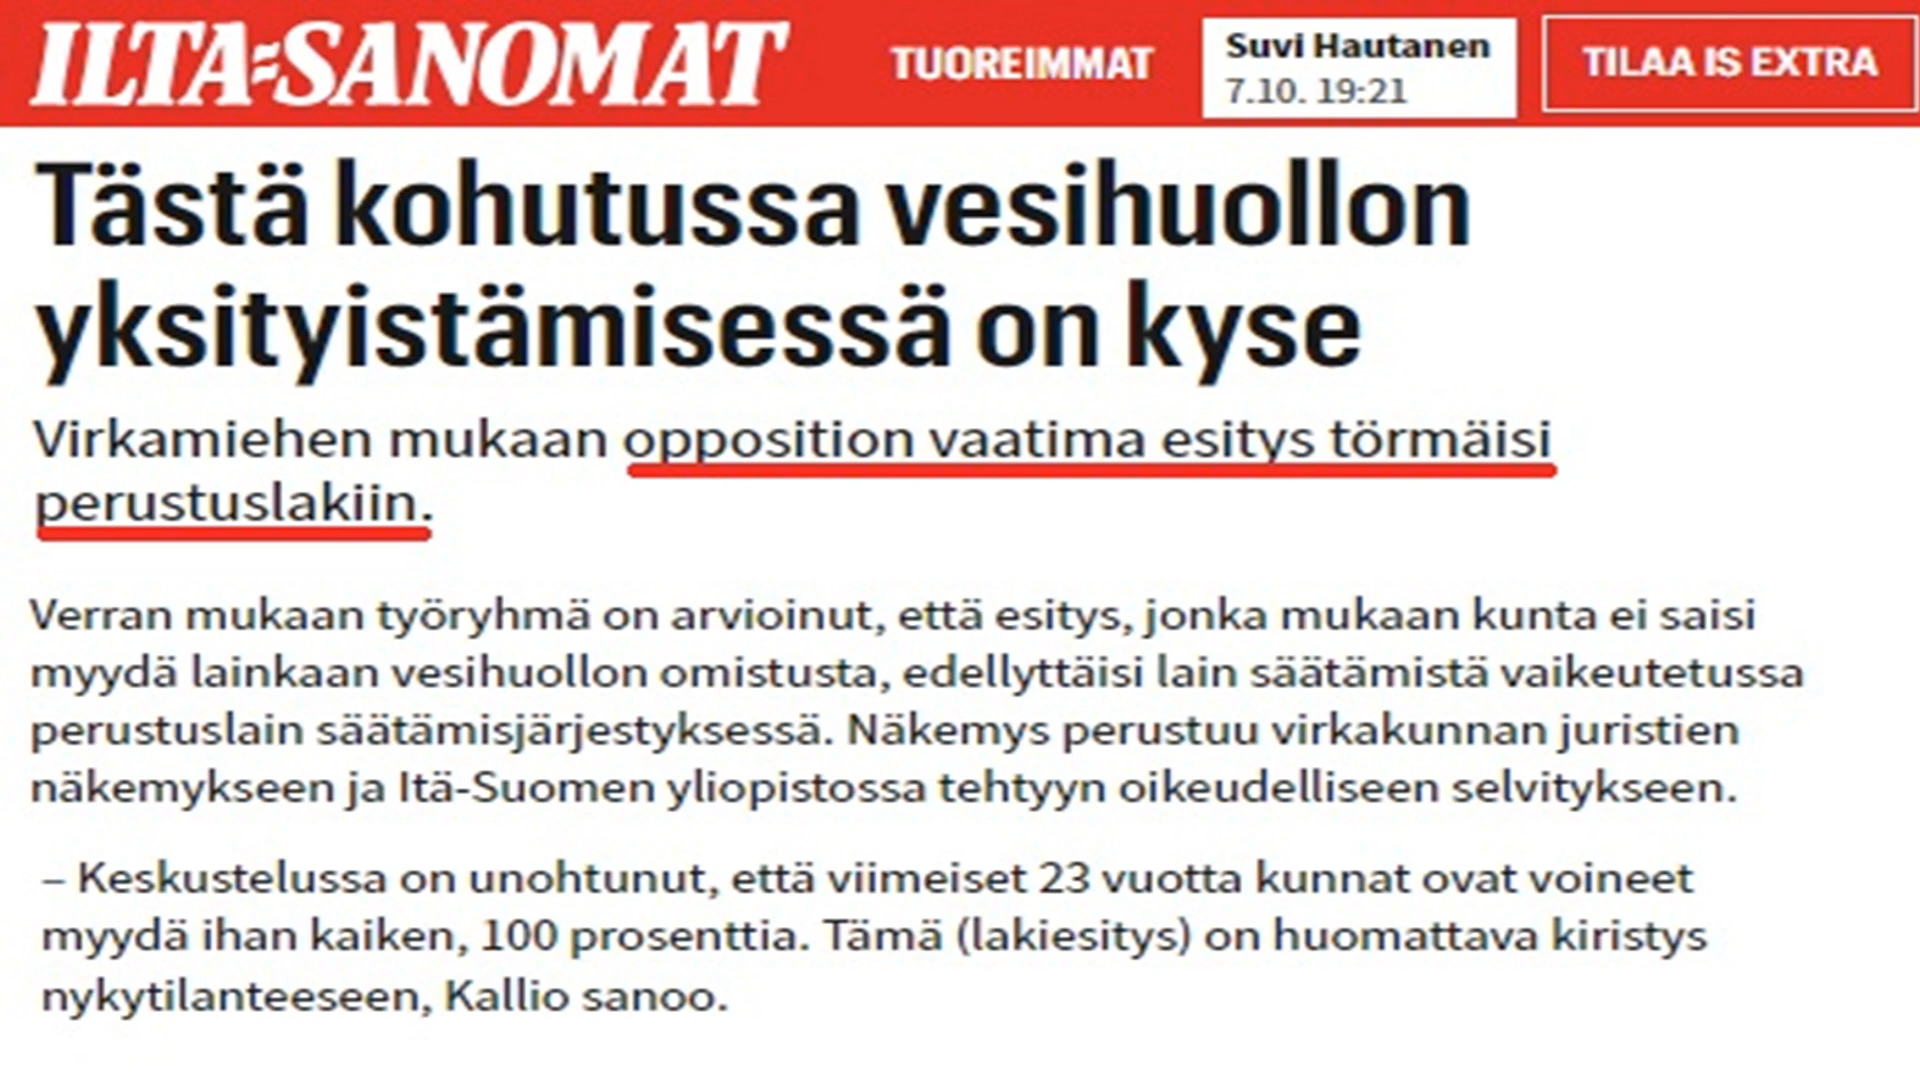 ILTA-SANOMAT
TUOREIMMAT
Suvi Hautanen
7.10. 19:21
TILAA IS EXTRA
Tästä kohutussa vesihuollon
yksityistämisessä on kyse
Virkamiehen mukaan opposition vaatima esitys törmäisi
perustuslakiin.
Verran mukaan työryhmä on arvioinut, että esitys, jonka mukaan kunta ei saisi
myydä lainkaan vesihuollon omistusta, edellyttäisi lain säätämistä vaikeutetussa
perustuslain säätämisjärjestyksessä. Näkemys perustuu virkakunnan juristien
näkemykseen ja Itä-Suomen yliopistossa tehtyyn oikeudelliseen selvitykseen.
– Keskustelussa on unohtunut, että viimeiset 23 vuotta kunnat ovat voineet
myydä ihan kaiken, 100 prosenttia. Tämä (lakiesitys) on huomattava kiristys
nykytilanteeseen, Kallio sanoo.